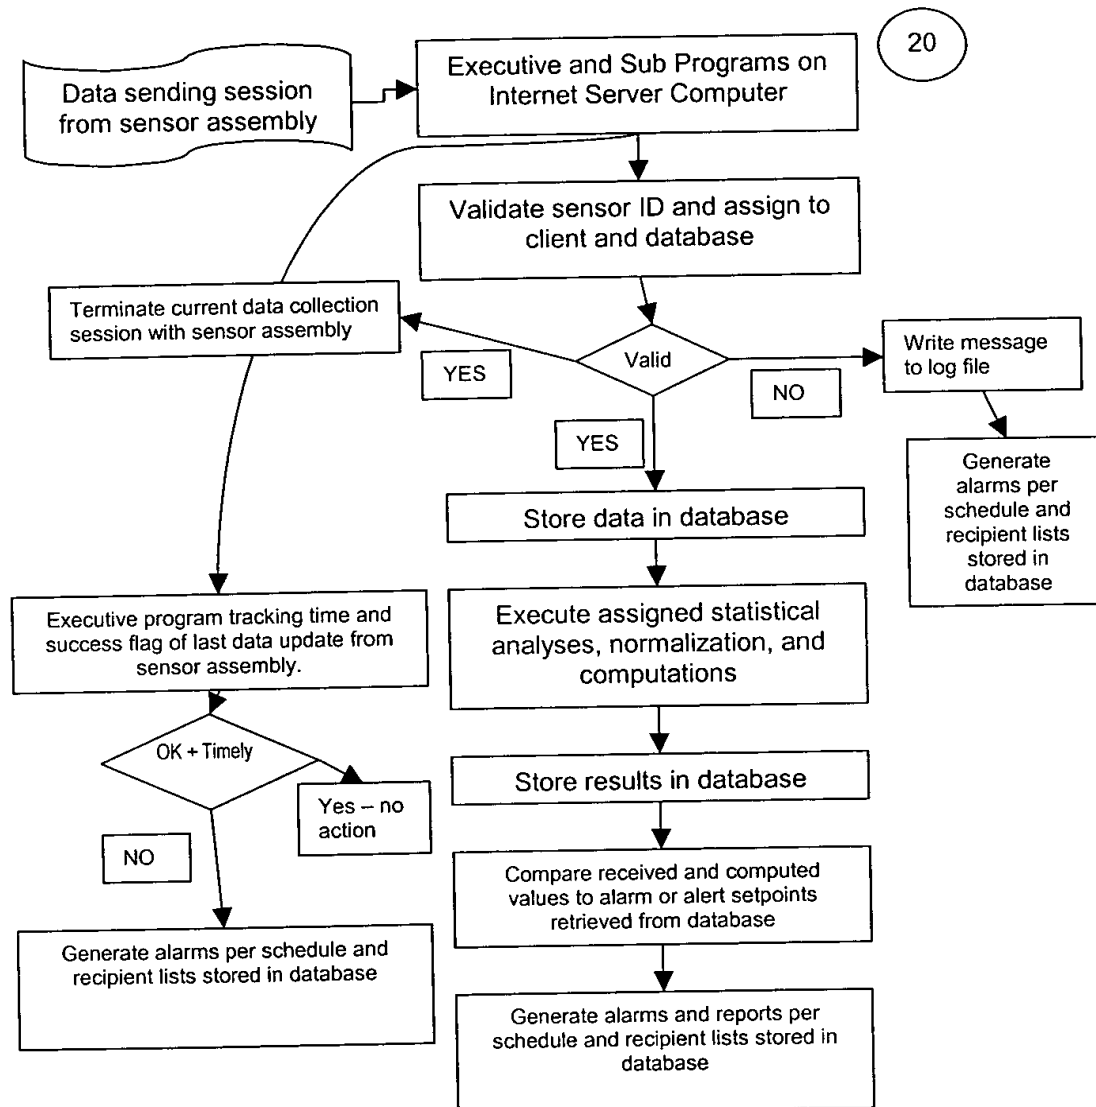 20
Data sending session
from sensor assembly
Executive and Sub Programs on
Internet Server Computer
Validate sensor ID and assign to
client and database
Terminate current data collection
session with sensor assembly
Valid
YES
NO
Write message
to log file
YES
Generate
alarms per
schedule and
recipient lists
stored in
database
Store data in database
Executive program tracking time and
success flag of last data update from
sensor assembly.
Execute assigned statistical
analyses, normalization, and
computations
OK + Timely
Yes – no
action
NO
Store results in database
Compare received and computed
values to alarm or alert setpoints
retrieved from database
Generate alarms per schedule and
recipient lists stored in database
Generate alarms and reports per
schedule and recipient lists stored in
database